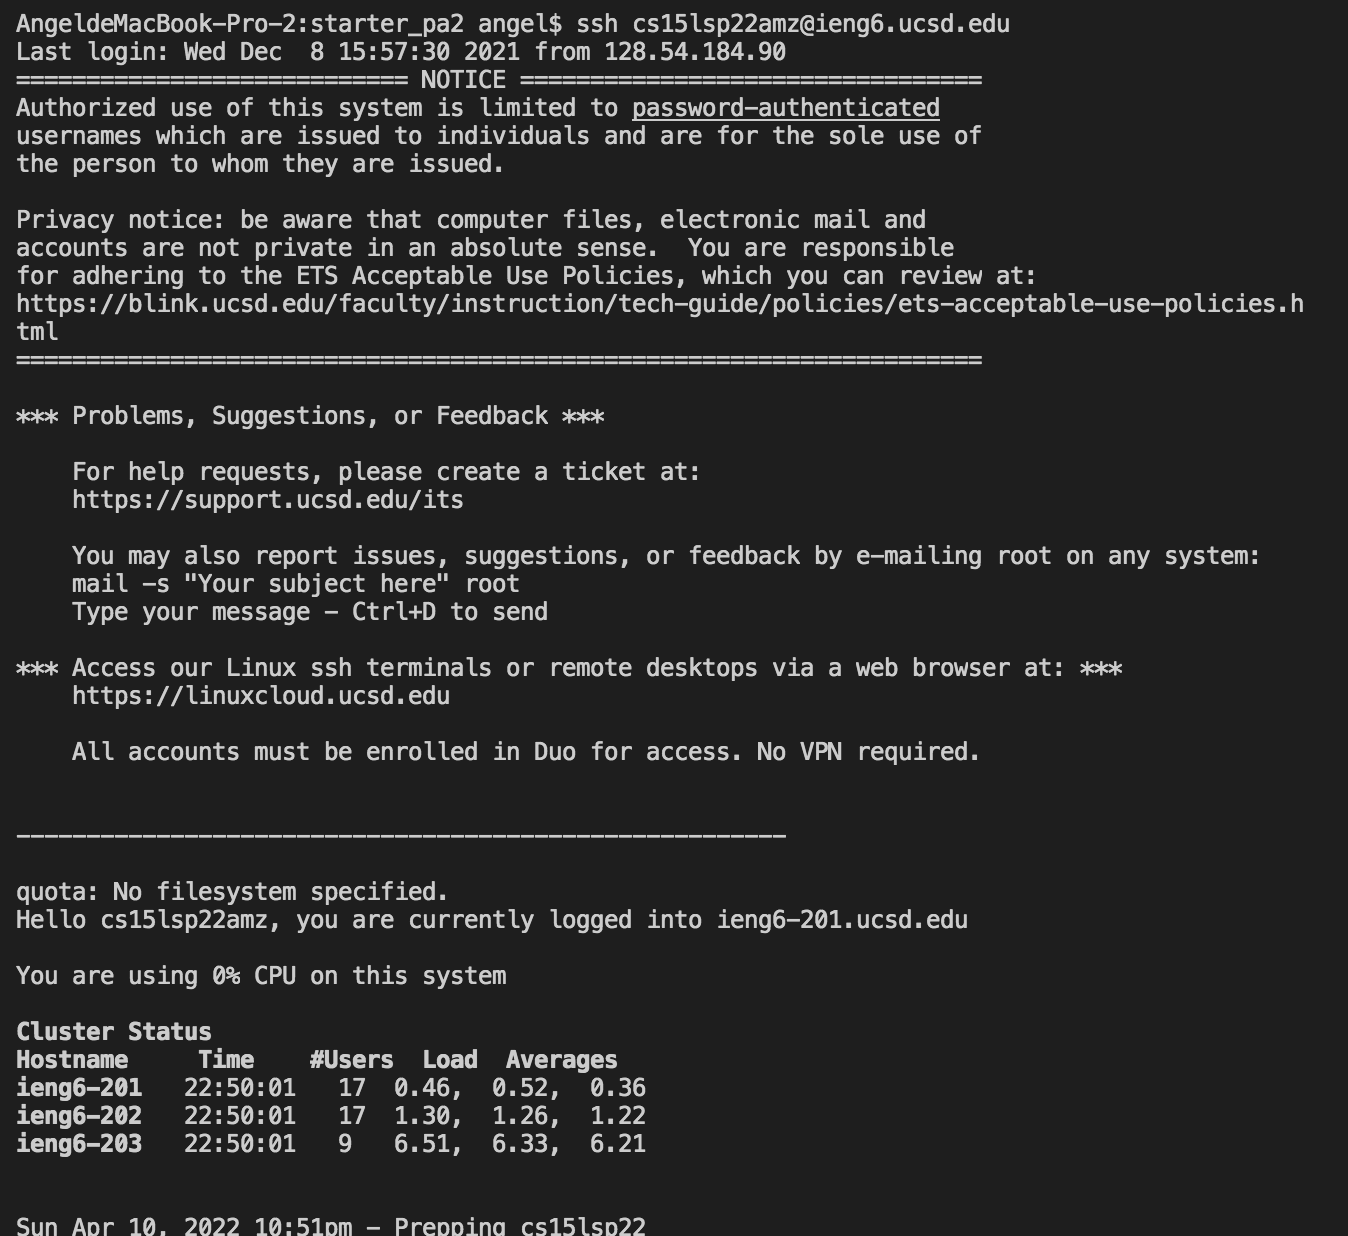 AngeldeMacBook-Pro-2:starter_pa2 angel$ ssh cs15lsp22amz@ieng6.ucsd.edu
Last login: Wed Dec  8 15:57:30 2021 from 128.54.184.90
============================ NOTICE =================================
Authorized use of this system is limited to password-authenticated
usernames which are issued to individuals and are for the sole use of
the person to whom they are issued.

Privacy notice: be aware that computer files, electronic mail and
accounts are not private in an absolute sense.  You are responsible
for adhering to the ETS Acceptable Use Policies, which you can review at:
https://blink.ucsd.edu/faculty/instruction/tech-guide/policies/ets-acceptable-use-policies.h
tml
=====================================================================

*** Problems, Suggestions, or Feedback ***

    For help requests, please create a ticket at:
    https://support.ucsd.edu/its

    You may also report issues, suggestions, or feedback by e-mailing root on any system:
    mail -s "Your subject here" root
    Type your message - Ctrl+D to send

*** Access our Linux ssh terminals or remote desktops via a web browser at: ***
    https://linuxcloud.ucsd.edu

    All accounts must be enrolled in Duo for access. No VPN required.


-------------------------------------------------------

quota: No filesystem specified.
Hello cs15lsp22amz, you are currently logged into ieng6-201.ucsd.edu

You are using 0% CPU on this system

Cluster Status
Hostname     Time    #Users  Load  Averages
ieng6-201   22:50:01   17  0.46,  0.52,  0.36
ieng6-202   22:50:01   17  1.30,  1.26,  1.22
ieng6-203   22:50:01   9   6.51,  6.33,  6.21


Sun Apr 10, 2022 10:51pm - Prepping cs15lsp22